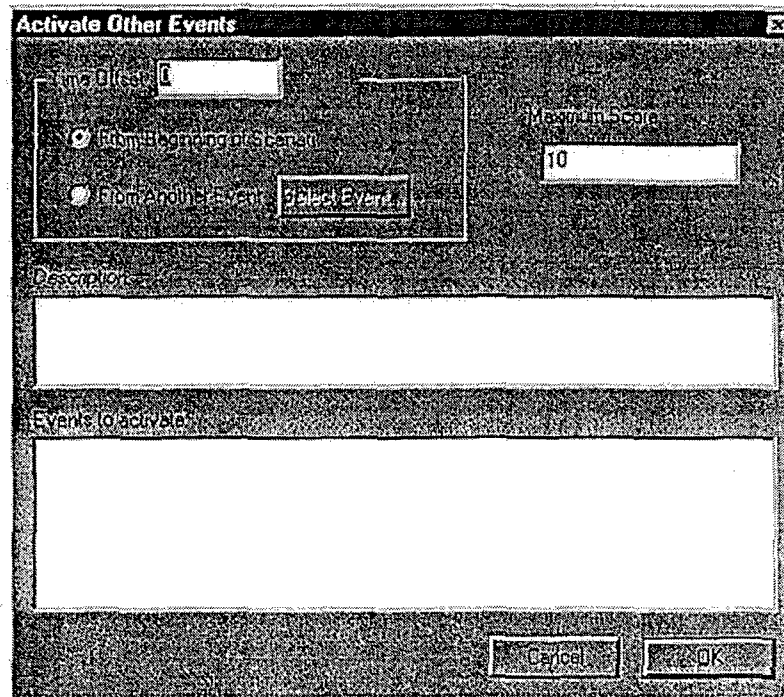 Activate Other Events
Time Offset
0
From Beginning of Scenario
Maximum Score
10
From Another Event
Select Event...
Description
Events to activate
Cancel
OK